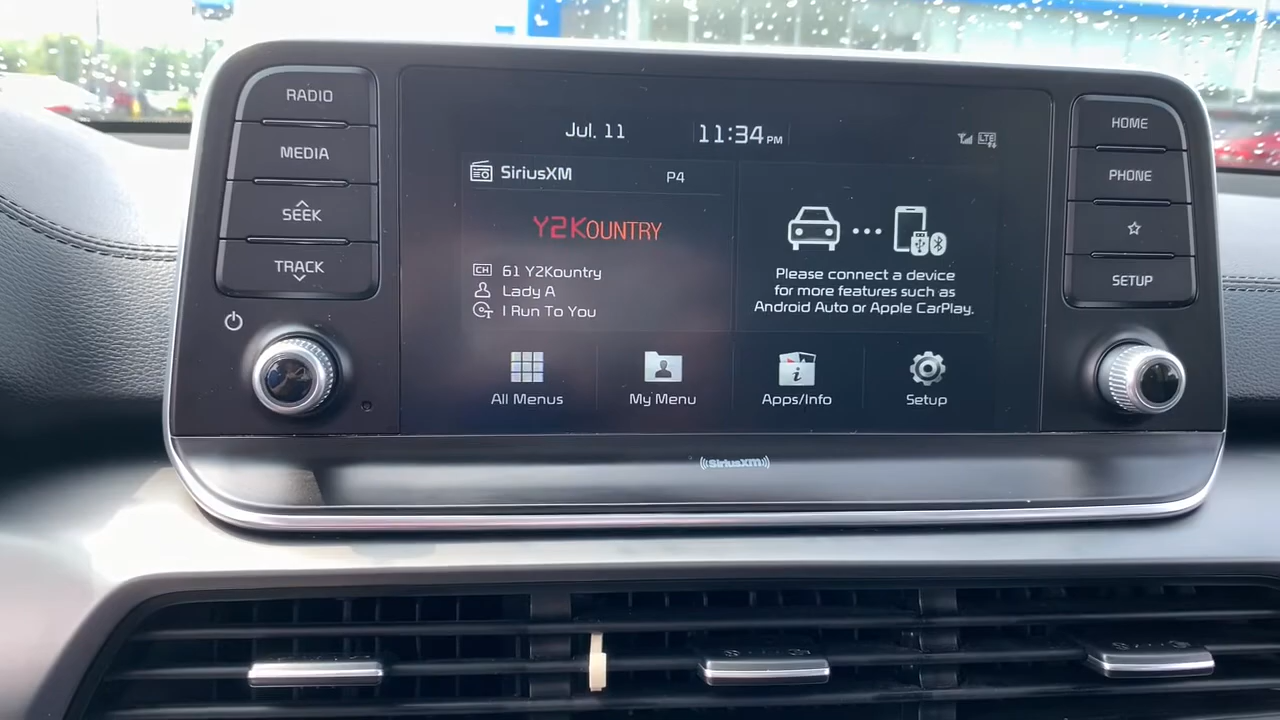 RADIO
MEDIA
SEEK
TRACK
Jul. 11
11:34 PM
LTE
SiriusXM
P4
Y2KOUNTRY
CH 61 Y2Kountry
Lady A
I Run To You
Please connect a device
for more features such as
Android Auto or Apple CarPlay.
All Menus
My Menu
Apps/Info
Setup
HOME
PHONE
SETUP
SiriusXM